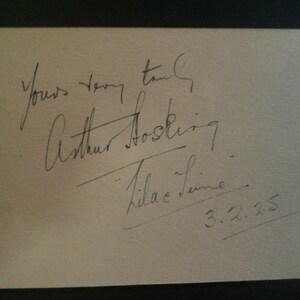 Yours very truly
Arthur Hosking
"Lilac Time"
3.2.25